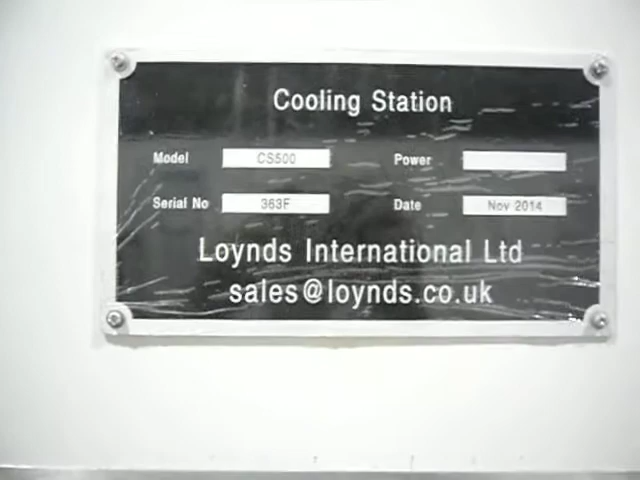 Cooling Station
Model CS500 Power
Serial No 363F Date Nov 2014
Loynds International Ltd
sales@loynds.co.uk